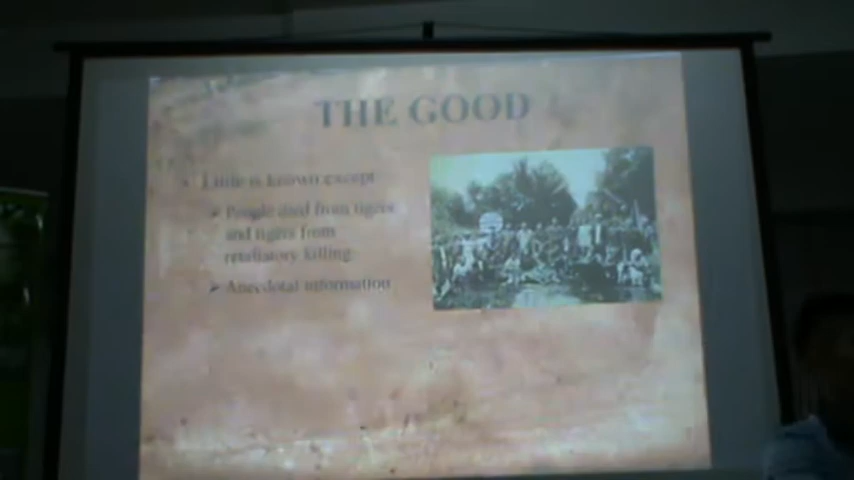 THE GOOD
Little is known except
People died from tigers
and tigers from
retaliatory killing
Anecdotal information